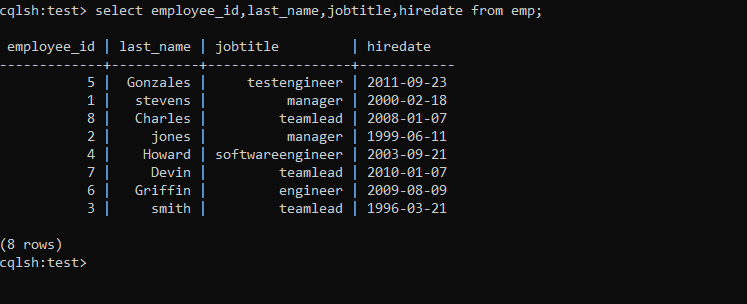 cqlsh:test> select employee_id,last_name,jobtitle,hiredate from emp;
 employee_id | last_name | jobtitle         | hiredate
-------------+-----------+------------------+------------
           5 |  Gonzales |     testengineer | 2011-09-23
           1 |   stevens |          manager | 2000-02-18
           8 |   Charles |         teamlead | 2008-01-07
           2 |     jones |          manager | 1999-06-11
           4 |    Howard | softwareengineer | 2003-09-21
           7 |     Devin |         teamlead | 2010-01-07
           6 |   Griffin |         engineer | 2009-08-09
           3 |     smith |         teamlead | 1996-03-21
(8 rows)
cqlsh:test>